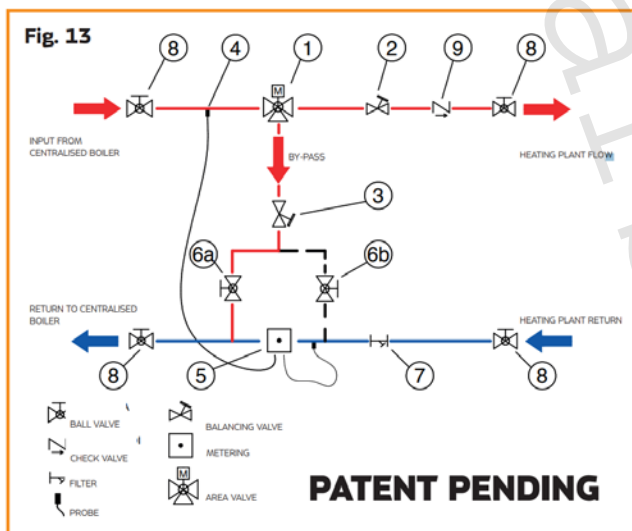 Fig. 13
8
4
1
2
9
8
M
INPUT FROM
CENTRALISED BOILER
BY-PASS
HEATING PLANT FLOW
3
6a
6b
RETURN TO CENTRALISED
BOILER
HEATING PLANT RETURN
8
5
7
8
BALL VALVE
BALANCING VALVE
CHECK VALVE
METERING
FILTER
M
AREA VALVE
PROBE
PATENT PENDING